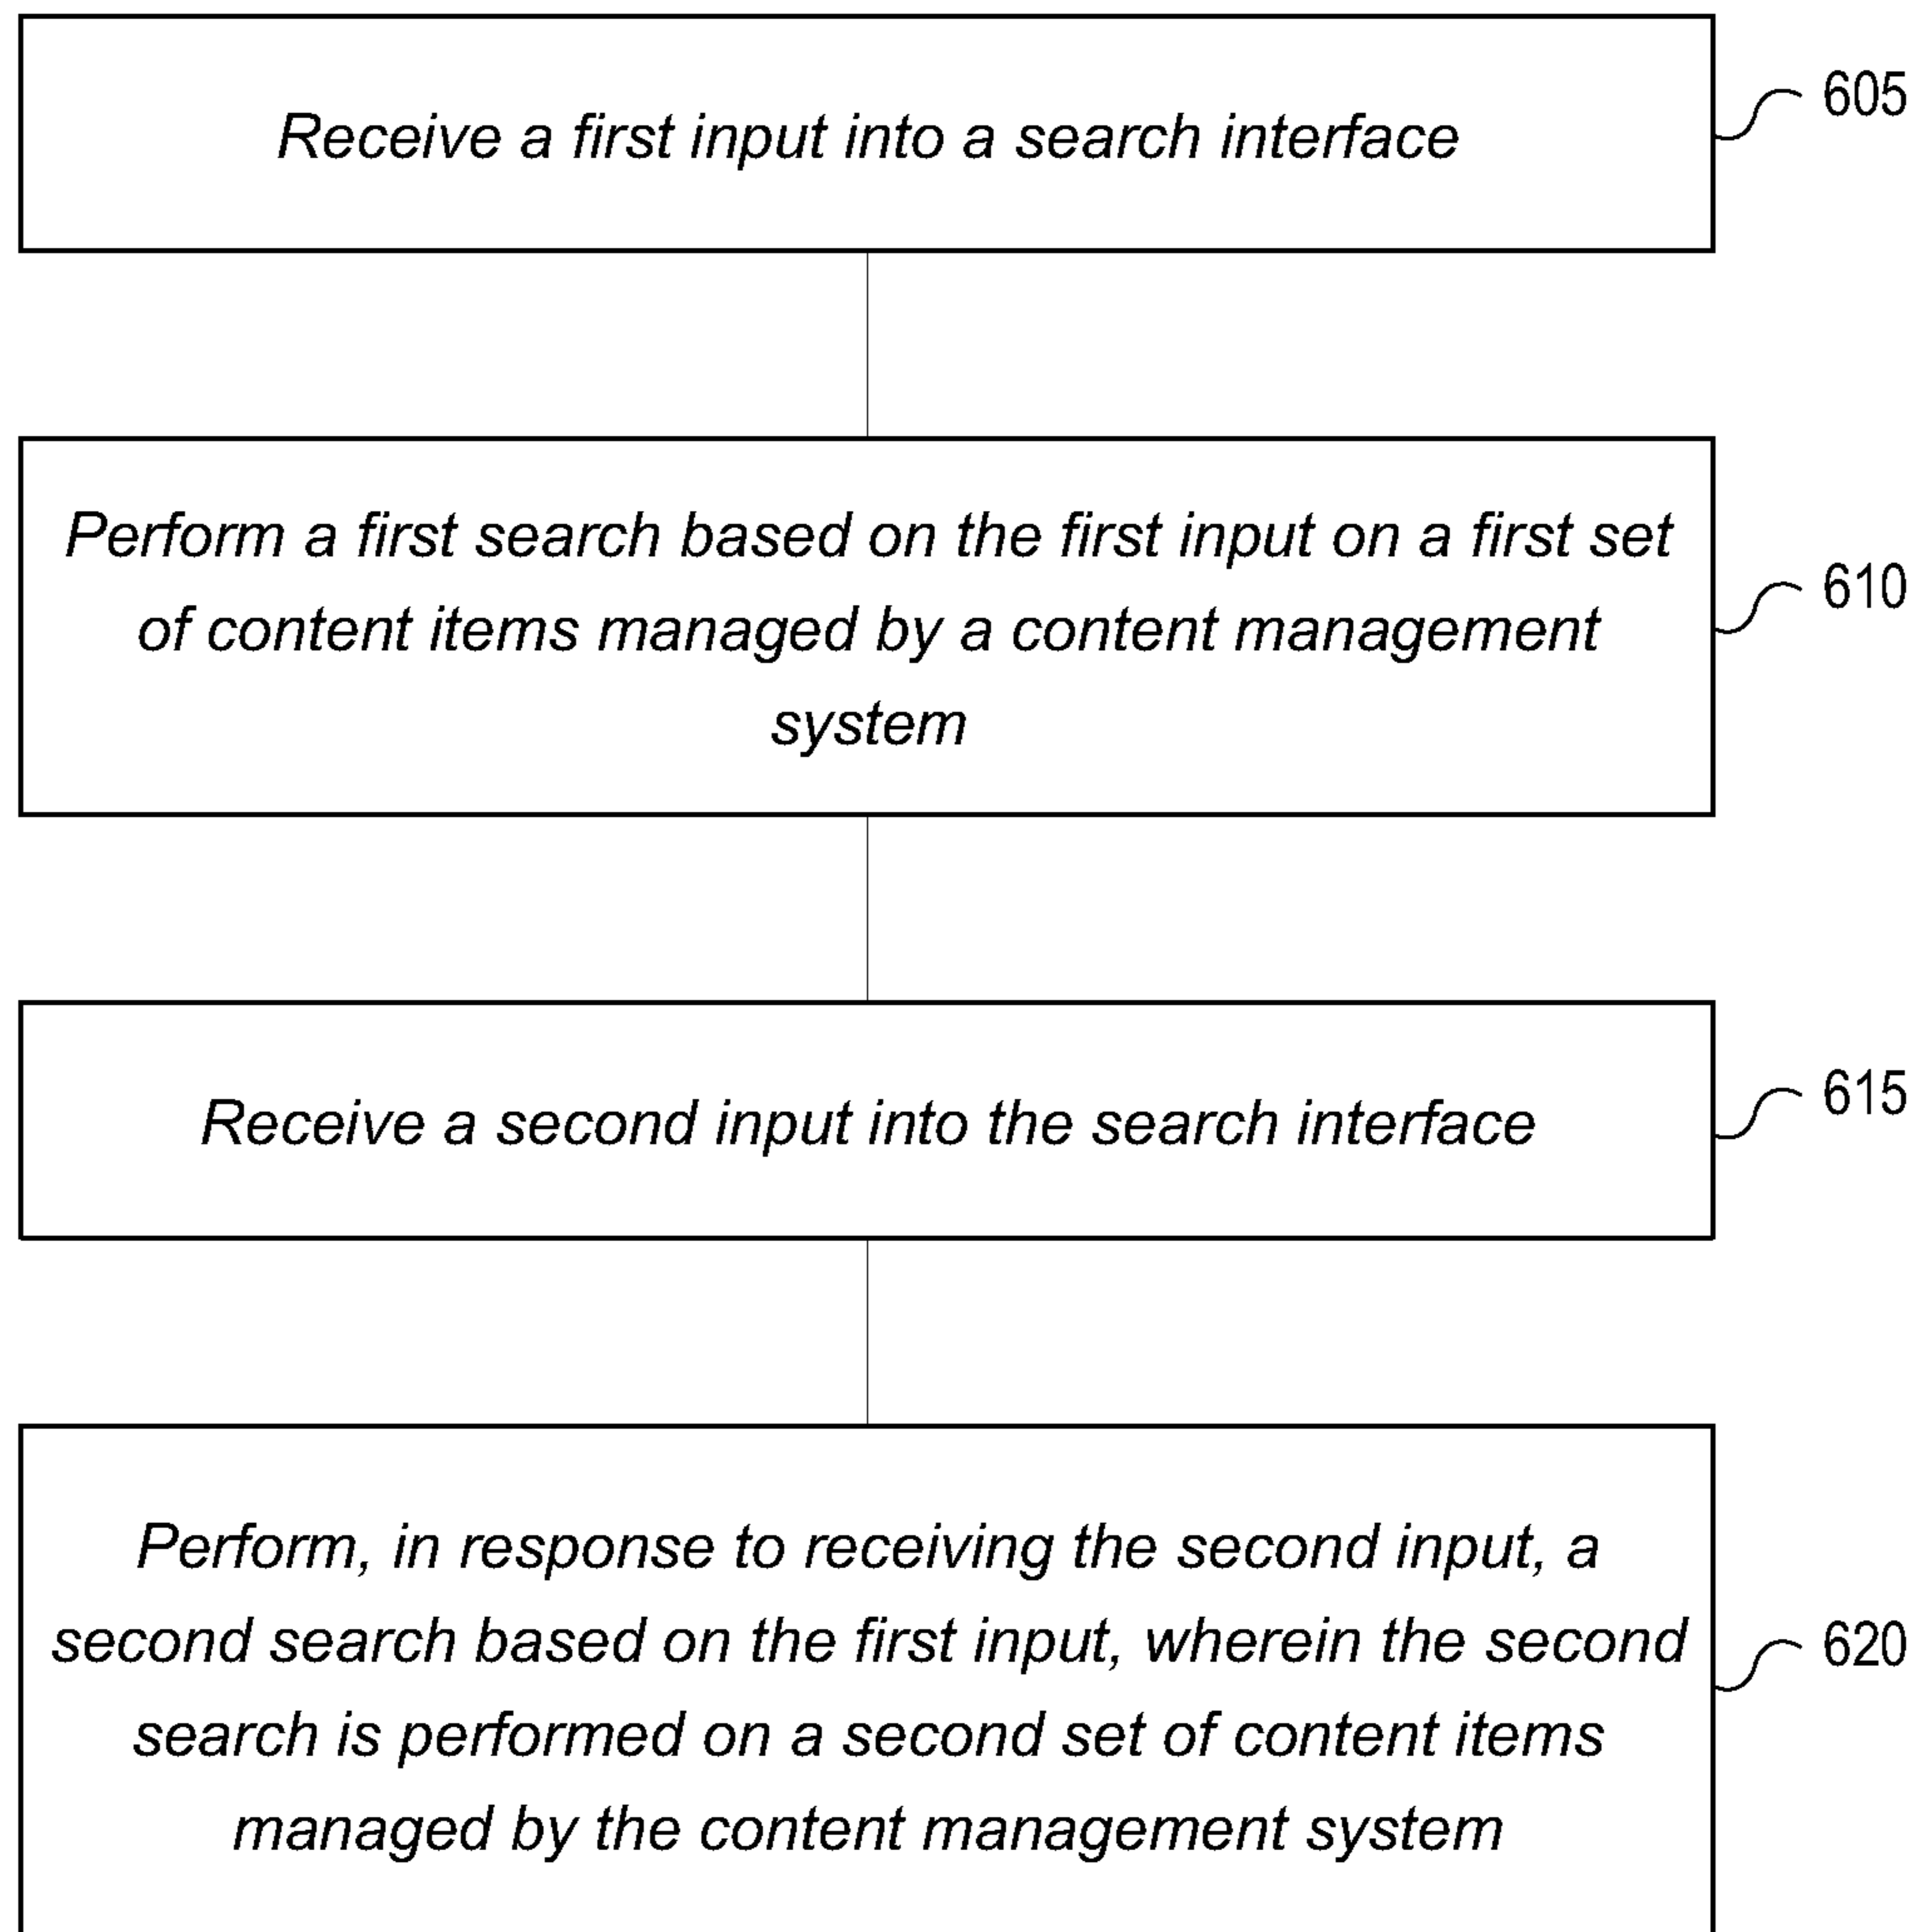 Receive a first input into a search interface
605
Perform a first search based on the first input on a first set
of content items managed by a content management
system
610
Receive a second input into the search interface
615
Perform, in response to receiving the second input, a
second search based on the first input, wherein the second
search is performed on a second set of content items
managed by the content management system
620